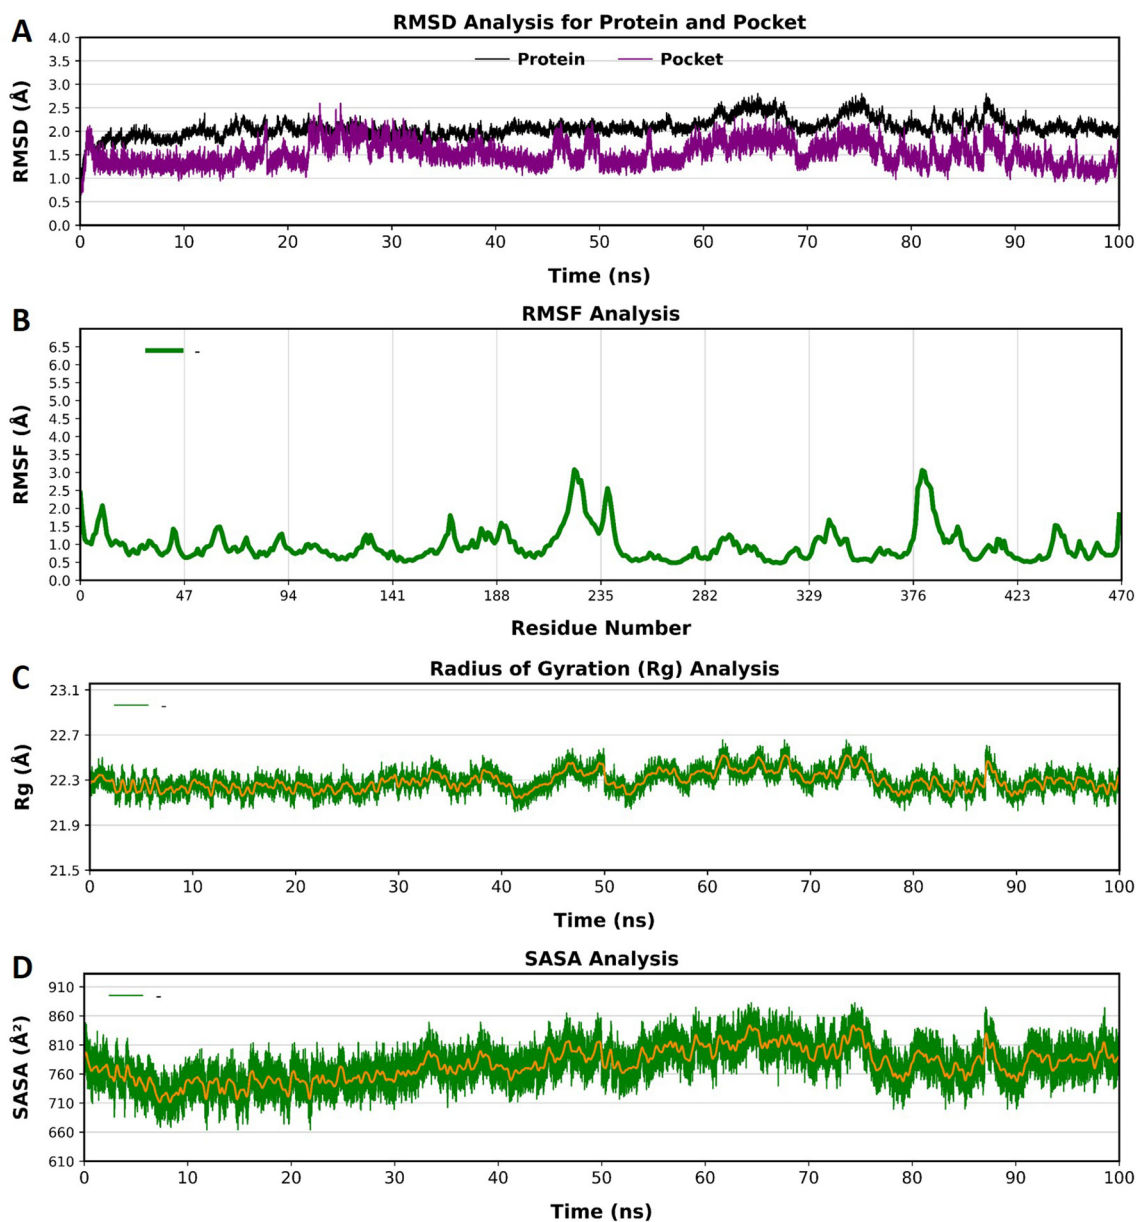 A
RMSD Analysis for Protein and Pocket
RMSD (Å)
4.0
3.5
3.0
2.5
2.0
1.5
1.0
0.5
0.0
Protein
Pocket
0 10 20 30 40 50 60 70 80 90 100
Time (ns)
B
RMSF Analysis
RMSF (Å)
6.5
6.0
5.5
5.0
4.5
4.0
3.5
3.0
2.5
2.0
1.5
1.0
0.5
0.0
-
0 47 94 141 188 235 282 329 376 423 470
Residue Number
C
Radius of Gyration (Rg) Analysis
Rg (Å)
23.1
22.7
22.3
21.9
21.5
-
0 10 20 30 40 50 60 70 80 90 100
Time (ns)
D
SASA Analysis
SASA (Å²)
910
860
810
760
710
660
610
-
0 10 20 30 40 50 60 70 80 90 100
Time (ns)